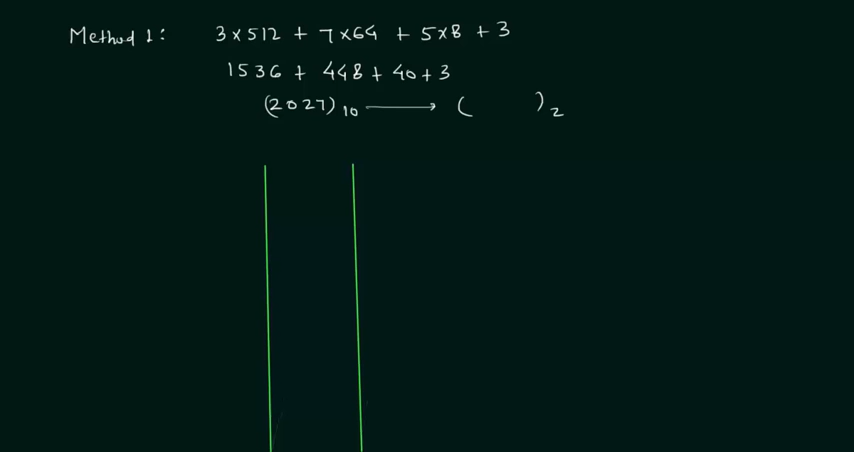 Method 1: 3 x 512 + 7 x 64 + 5 x 8 + 3
1536 + 448 + 40 + 3
(2027)₁₀ ⟶ ( )₂